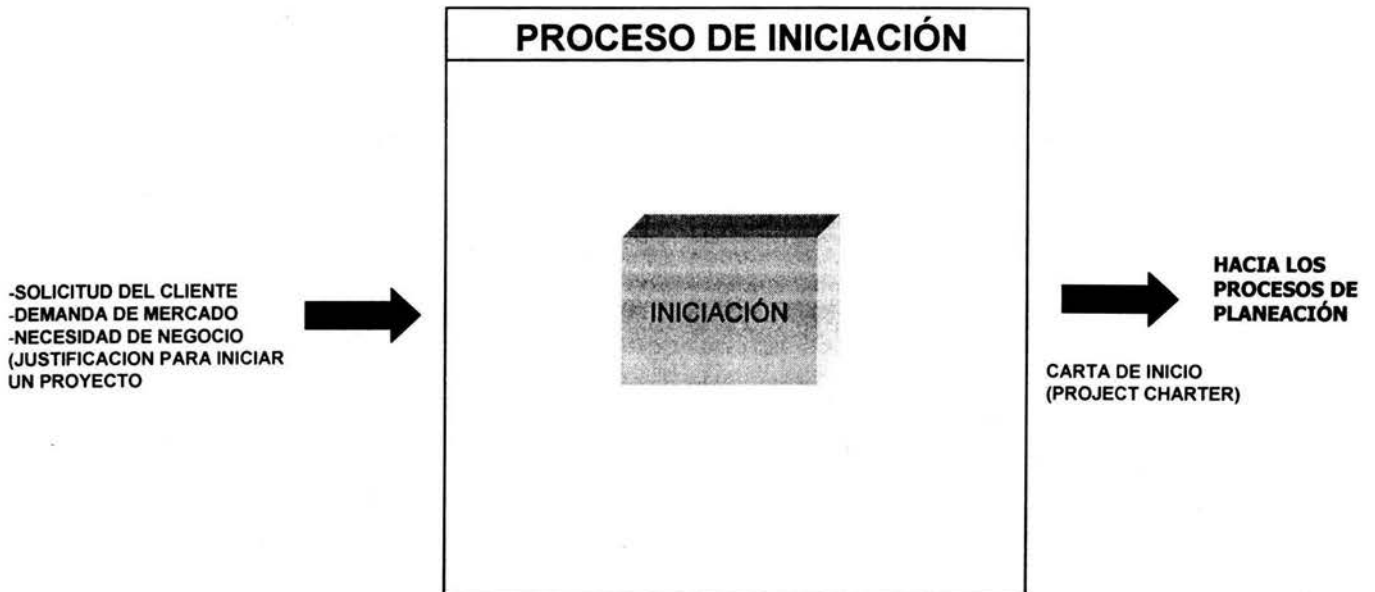 PROCESO DE INICIACIÓN
-SOLICITUD DEL CLIENTE
-DEMANDA DE MERCADO
-NECESIDAD DE NEGOCIO
(JUSTIFICACION PARA INICIAR
UN PROYECTO
INICIACIÓN
HACIA LOS
PROCESOS DE
PLANEACIÓN
CARTA DE INICIO
(PROJECT CHARTER)